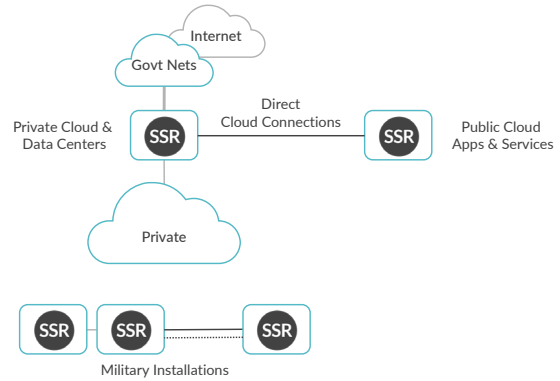 Internet
Govt Nets
Direct
Cloud Connections
Private Cloud &
Data Centers
SSR
SSR
Public Cloud
Apps & Services
Private
SSR
SSR
SSR
Military Installations